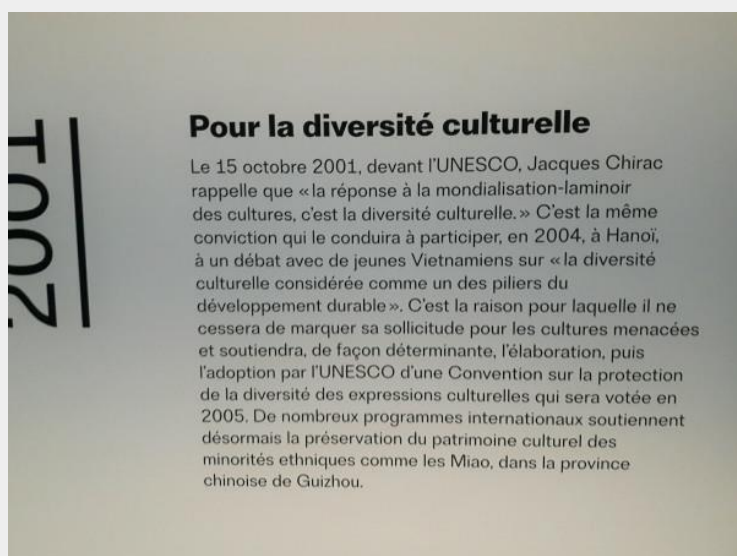 2001
Pour la diversité culturelle
Le 15 octobre 2001, devant l'UNESCO, Jacques Chirac
rappelle que « la réponse à la mondialisation-laminoir
des cultures, c'est la diversité culturelle. » C'est la même
conviction qui le conduira à participer, en 2004, à Hanoï,
à un débat avec de jeunes Vietnamiens sur « la diversité
culturelle considérée comme un des piliers du
développement durable ». C'est la raison pour laquelle il ne
cessera de marquer sa sollicitude pour les cultures menacées
et soutiendra, de façon déterminante, l'élaboration, puis
l'adoption par l'UNESCO d'une Convention sur la protection
de la diversité des expressions culturelles qui sera votée en
2005. De nombreux programmes internationaux soutiennent
désormais la préservation du patrimoine culturel des
minorités ethniques comme les Miao, dans la province
chinoise de Guizhou.